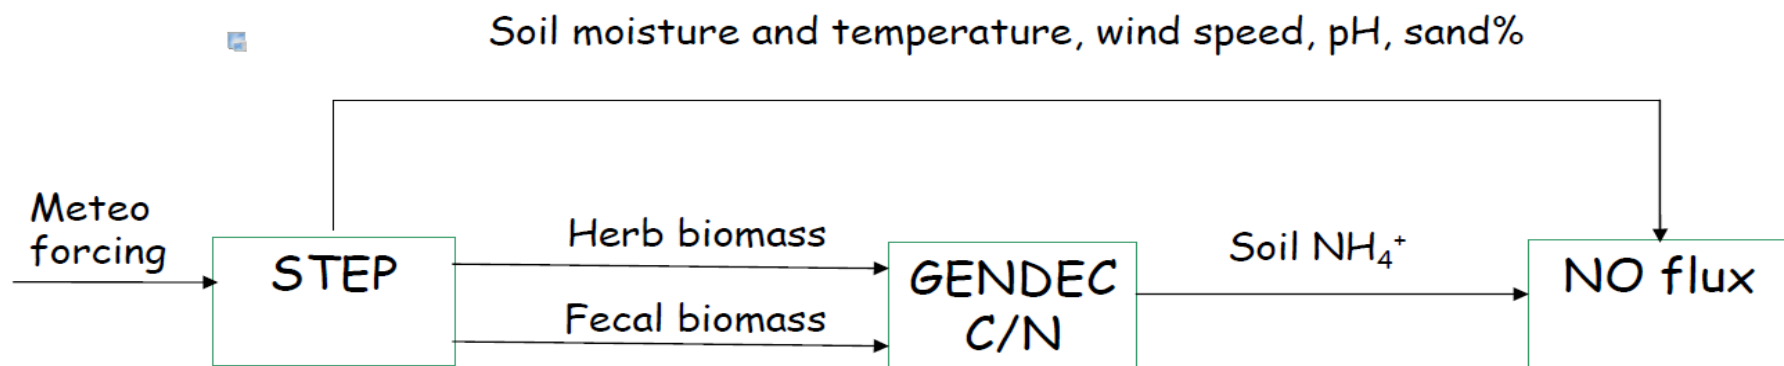 Soil moisture and temperature, wind speed, pH, sand%
Meteo
forcing
STEP
Herb biomass
Fecal biomass
GENDEC
C/N
Soil NH₄⁺
NO flux